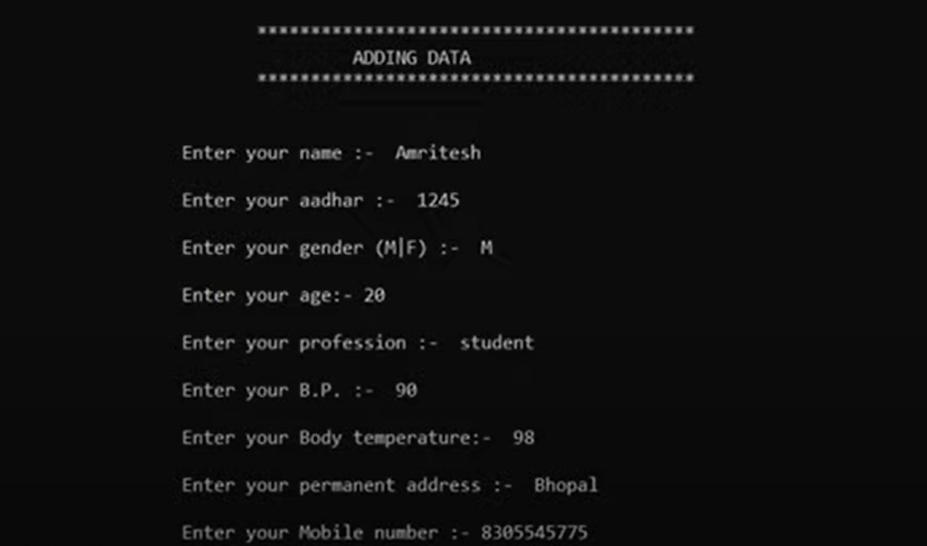 *****************************************
ADDING DATA
*****************************************
Enter your name :-  Amritesh
Enter your aadhar :-  1245
Enter your gender (M|F) :-  M
Enter your age:- 20
Enter your profession :-  student
Enter your B.P. :-  90
Enter your Body temperature:-  98
Enter your permanent address :-  Bhopal
Enter your Mobile number :- 8305545775